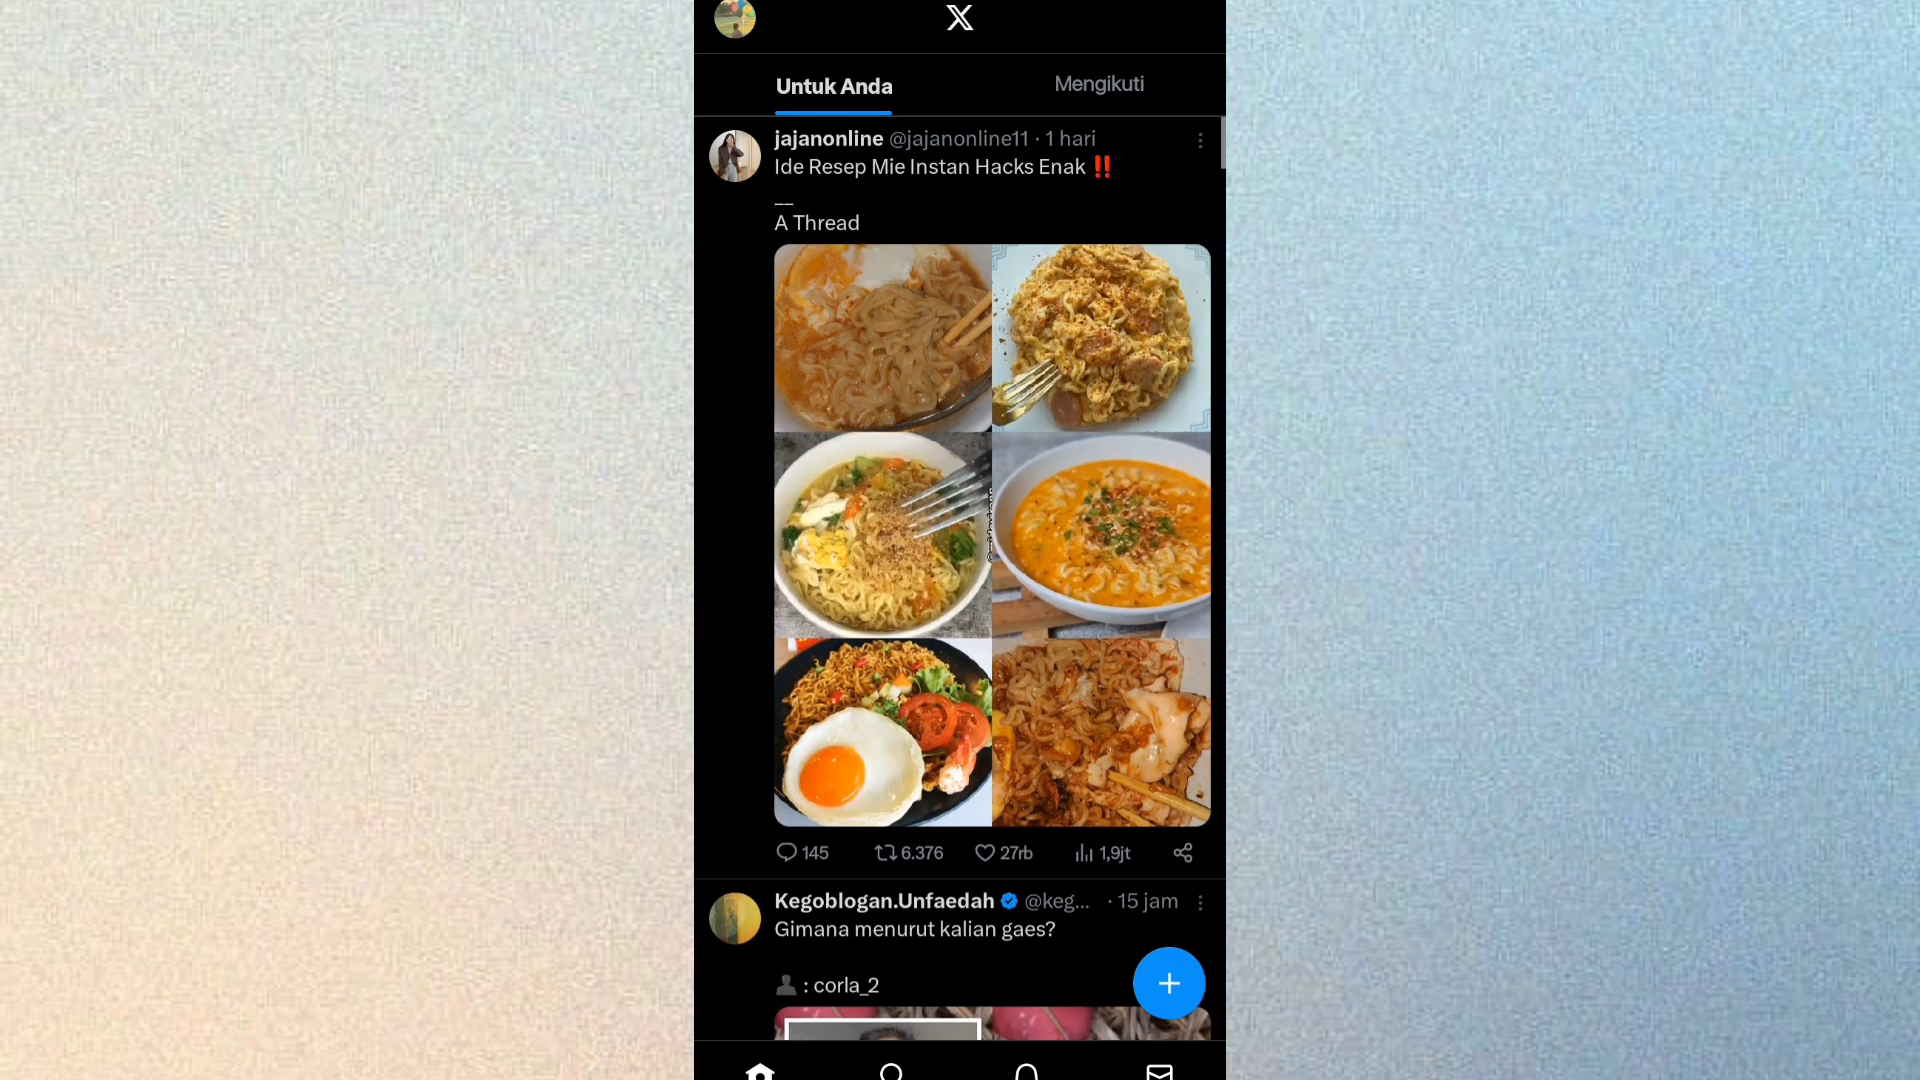 Untuk Anda
Mengikuti
jajanonline @jajanonline11 · 1 hari
Ide Resep Mie Instan Hacks Enak ‼️
__
A Thread
145
6.376
27rb
1,9jt
Kegoblogan.Unfaedah @keg... · 15 jam
Gimana menurut kalian gaes?
: corla_2